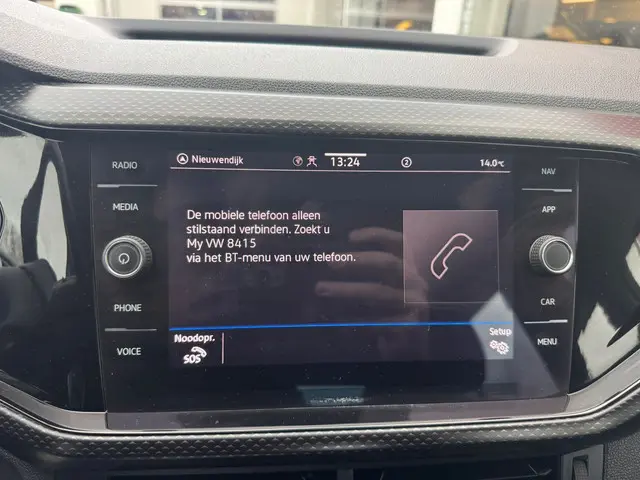 RADIO
MEDIA
PHONE
VOICE
Nieuwendijk
13:24
2
14.0°C
De mobiele telefoon alleen
stilstaand verbinden. Zoekt u
My VW 8415
via het BT-menu van uw telefoon.
Noodopr.
SOS
Setup
NAV
APP
CAR
MENU